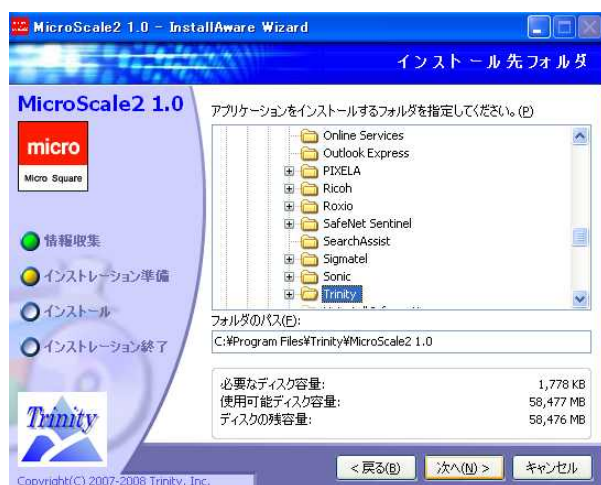 MicroScale2 1.0 - InstallAware Wizard
インストール先フォルダ
MicroScale2 1.0
micro
Micro Square
情報収集
インストレーション準備
インストール
インストレーション終了
Trinity
Copyright(C) 2007-2008 Trinity, Inc.
アプリケーションをインストールするフォルダを指定してください。(P)
Online Services
Outlook Express
PIXELA
Ricoh
Roxio
SafeNet Sentinel
SearchAssist
Sigmatel
Sonic
Trinity
フォルダのパス(F):
C:¥Program Files¥Trinity¥MicroScale2 1.0
必要なディスク容量: 1,778 KB
使用可能ディスク容量: 58,477 MB
ディスクの残容量: 58,476 MB
< 戻る(B) 次へ(N) > キャンセル